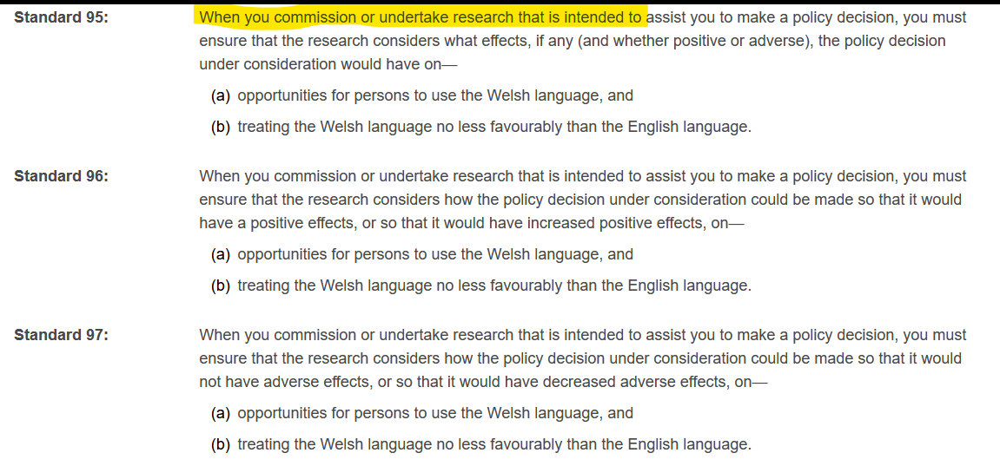 Standard 95: When you commission or undertake research that is intended to assist you to make a policy decision, you must
ensure that the research considers what effects, if any (and whether positive or adverse), the policy decision
under consideration would have on—
(a) opportunities for persons to use the Welsh language, and
(b) treating the Welsh language no less favourably than the English language.
Standard 96: When you commission or undertake research that is intended to assist you to make a policy decision, you must
ensure that the research considers how the policy decision under consideration could be made so that it would
have a positive effects, or so that it would have increased positive effects, on—
(a) opportunities for persons to use the Welsh language, and
(b) treating the Welsh language no less favourably than the English language.
Standard 97: When you commission or undertake research that is intended to assist you to make a policy decision, you must
ensure that the research considers how the policy decision under consideration could be made so that it would
not have adverse effects, or so that it would have decreased adverse effects, on—
(a) opportunities for persons to use the Welsh language, and
(b) treating the Welsh language no less favourably than the English language.